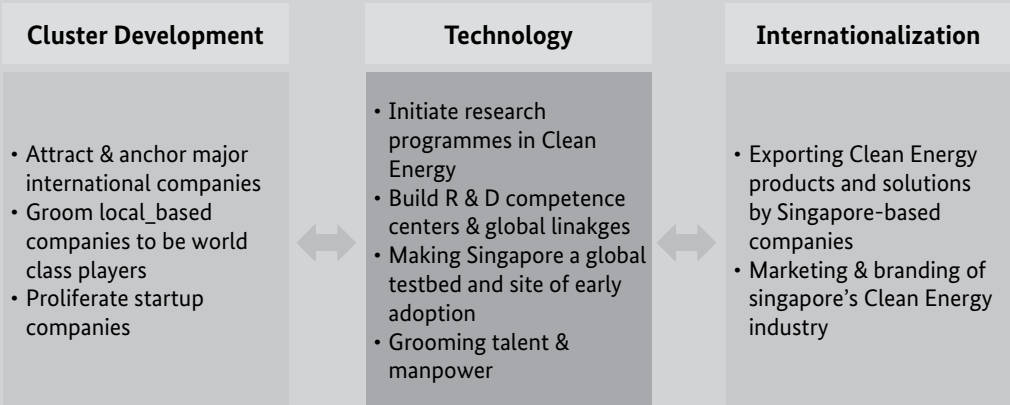 Cluster Development
• Attract & anchor major
international companies
• Groom local_based
companies to be world
class players
• Proliferate startup
companies
Technology
• Initiate research
programmes in Clean
Energy
• Build R & D competence
centers & global linakges
• Making Singapore a global
testbed and site of early
adoption
• Grooming talent &
manpower
Internationalization
• Exporting Clean Energy
products and solutions
by Singapore-based
companies
• Marketing & branding of
singapore's Clean Energy
industry